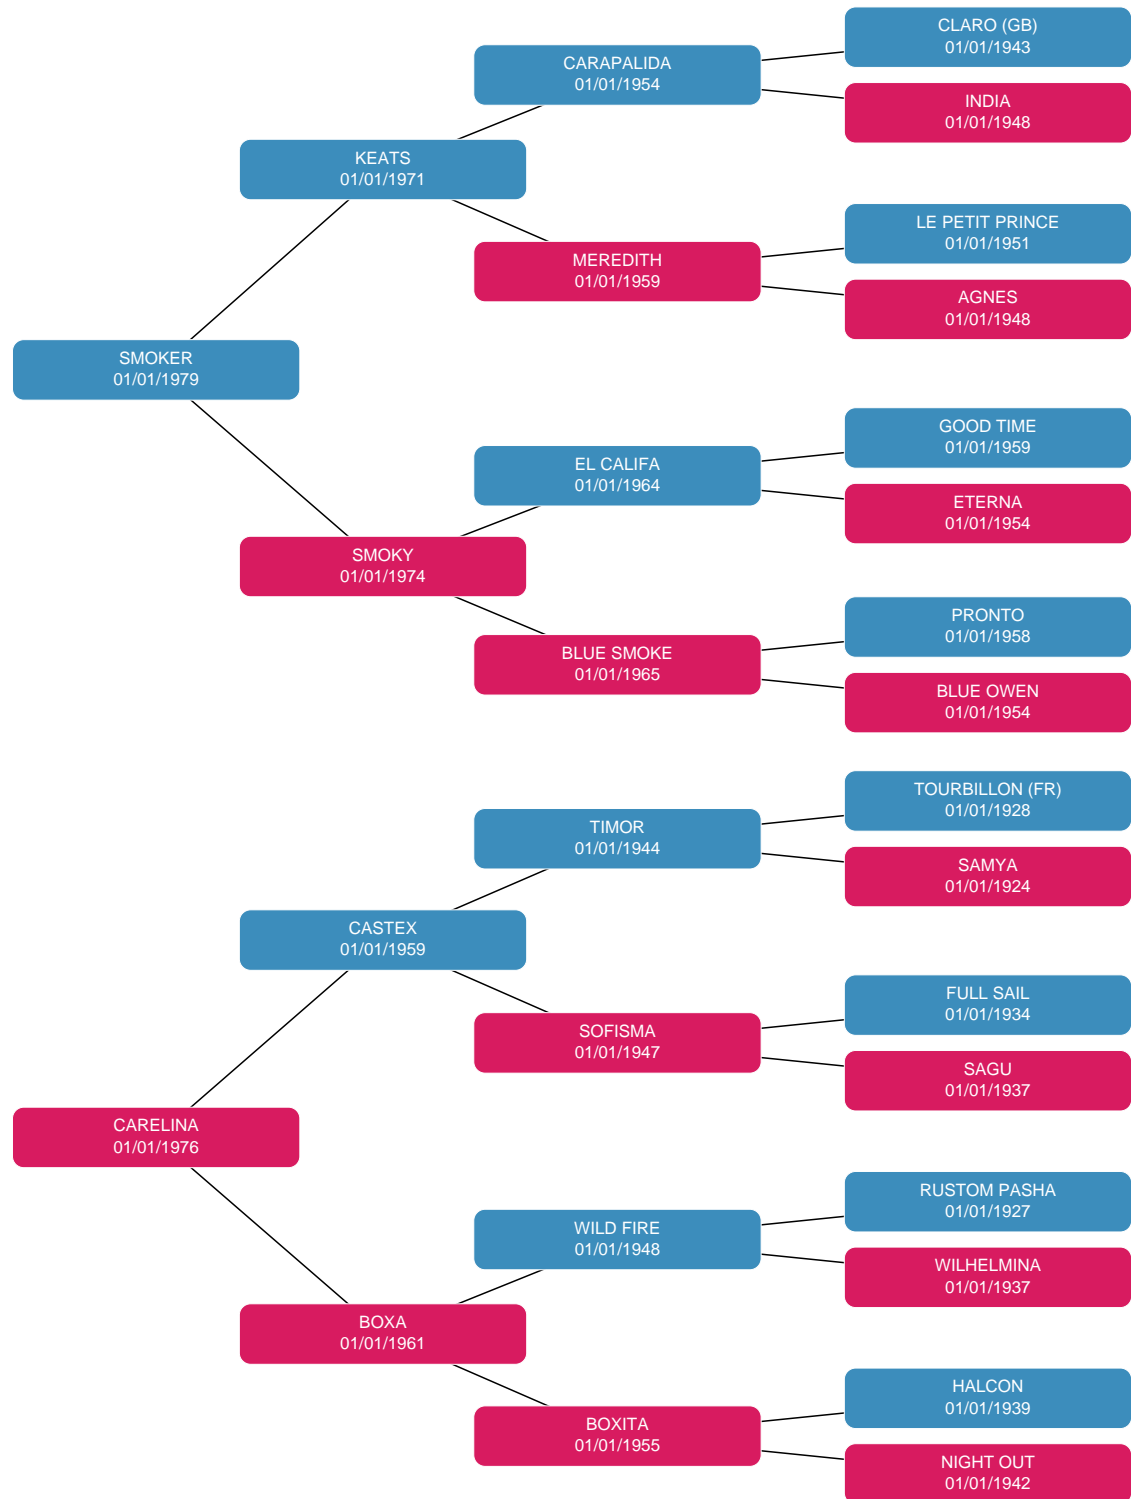 CLARO (GB)
01/01/1943
CARAPALIDA
01/01/1954
INDIA
01/01/1948
KEATS
01/01/1971
LE PETIT PRINCE
01/01/1951
MEREDITH
01/01/1959
AGNES
01/01/1948
SMOKER
01/01/1979
GOOD TIME
01/01/1959
EL CALIFA
01/01/1964
ETERNA
01/01/1954
SMOKY
01/01/1974
PRONTO
01/01/1958
BLUE SMOKE
01/01/1965
BLUE OWEN
01/01/1954
TOURBILLON (FR)
01/01/1928
TIMOR
01/01/1944
SAMYA
01/01/1924
CASTEX
01/01/1959
FULL SAIL
01/01/1934
SOFISMA
01/01/1947
SAGU
01/01/1937
CARELINA
01/01/1976
RUSTOM PASHA
01/01/1927
WILD FIRE
01/01/1948
WILHELMINA
01/01/1937
BOXA
01/01/1961
HALCON
01/01/1939
BOXITA
01/01/1955
NIGHT OUT
01/01/1942